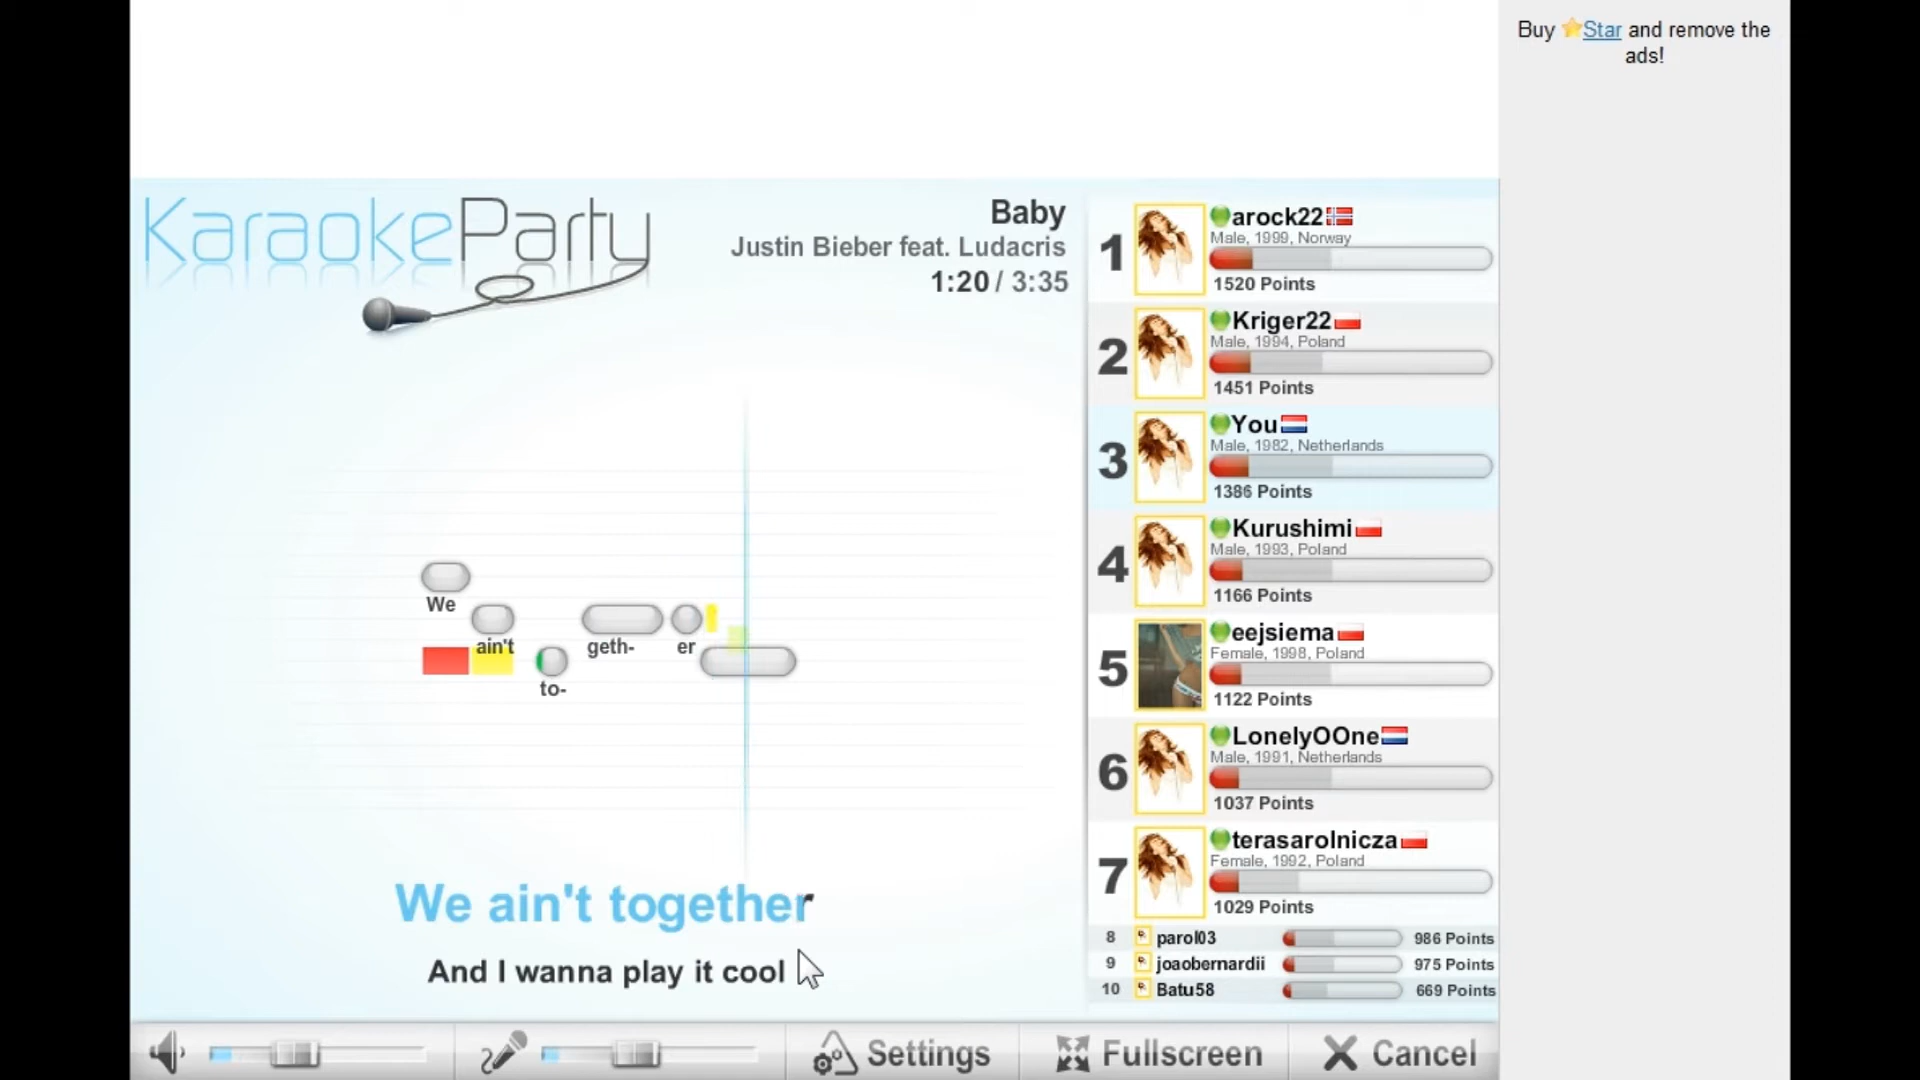 Buy Star and remove the
ads!
KaraokeParty
Baby
Justin Bieber feat. Ludacris
1:20 / 3:35
We
ain't
to-
geth-
er
We ain't together
And I wanna play it cool
1
arock22
Male, 1999, Norway
1520 Points
2
Kriger22
Male, 1994, Poland
1451 Points
3
You
Male, 1982, Netherlands
1386 Points
4
Kurushimi
Male, 1993, Poland
1166 Points
5
eejsiema
Female, 1998, Poland
1122 Points
6
LonelyOOne
Male, 1991, Netherlands
1037 Points
7
terasarolnicza
Female, 1992, Poland
1029 Points
8 parol03 986 Points
9 joaobernardii 975 Points
10 Batu58 669 Points
Settings
Fullscreen
Cancel